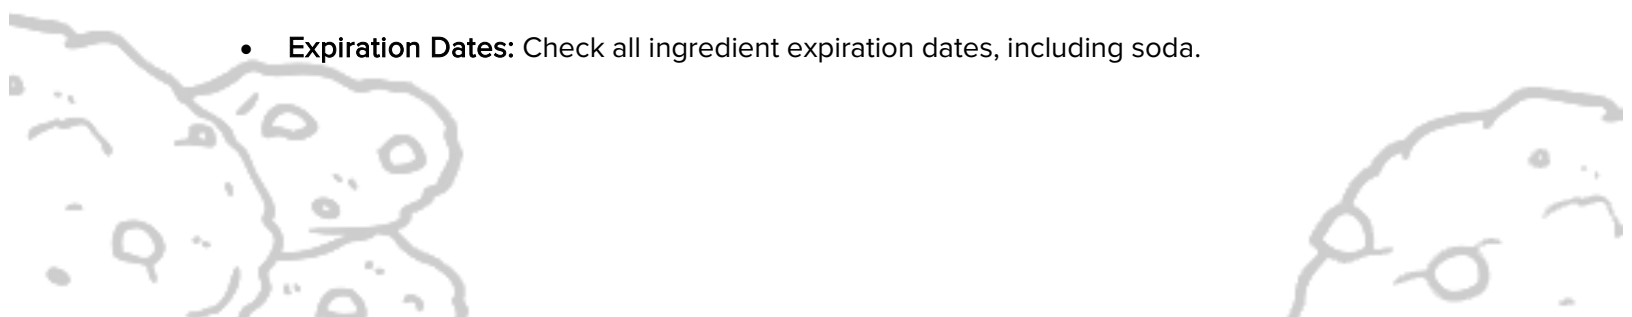 • Expiration Dates: Check all ingredient expiration dates, including soda.